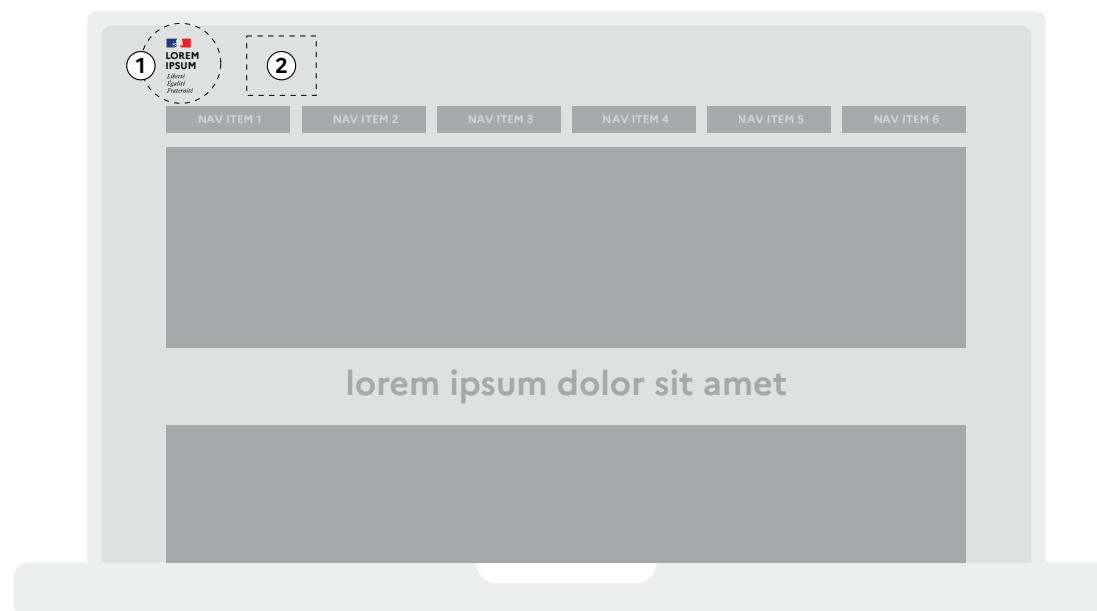 1
LOREM
IPSUM
Liberté
Égalité
Fraternité
2
NAV ITEM 1 NAV ITEM 2 NAV ITEM 3 NAV ITEM 4 NAV ITEM 5 NAV ITEM 6
lorem ipsum dolor sit amet